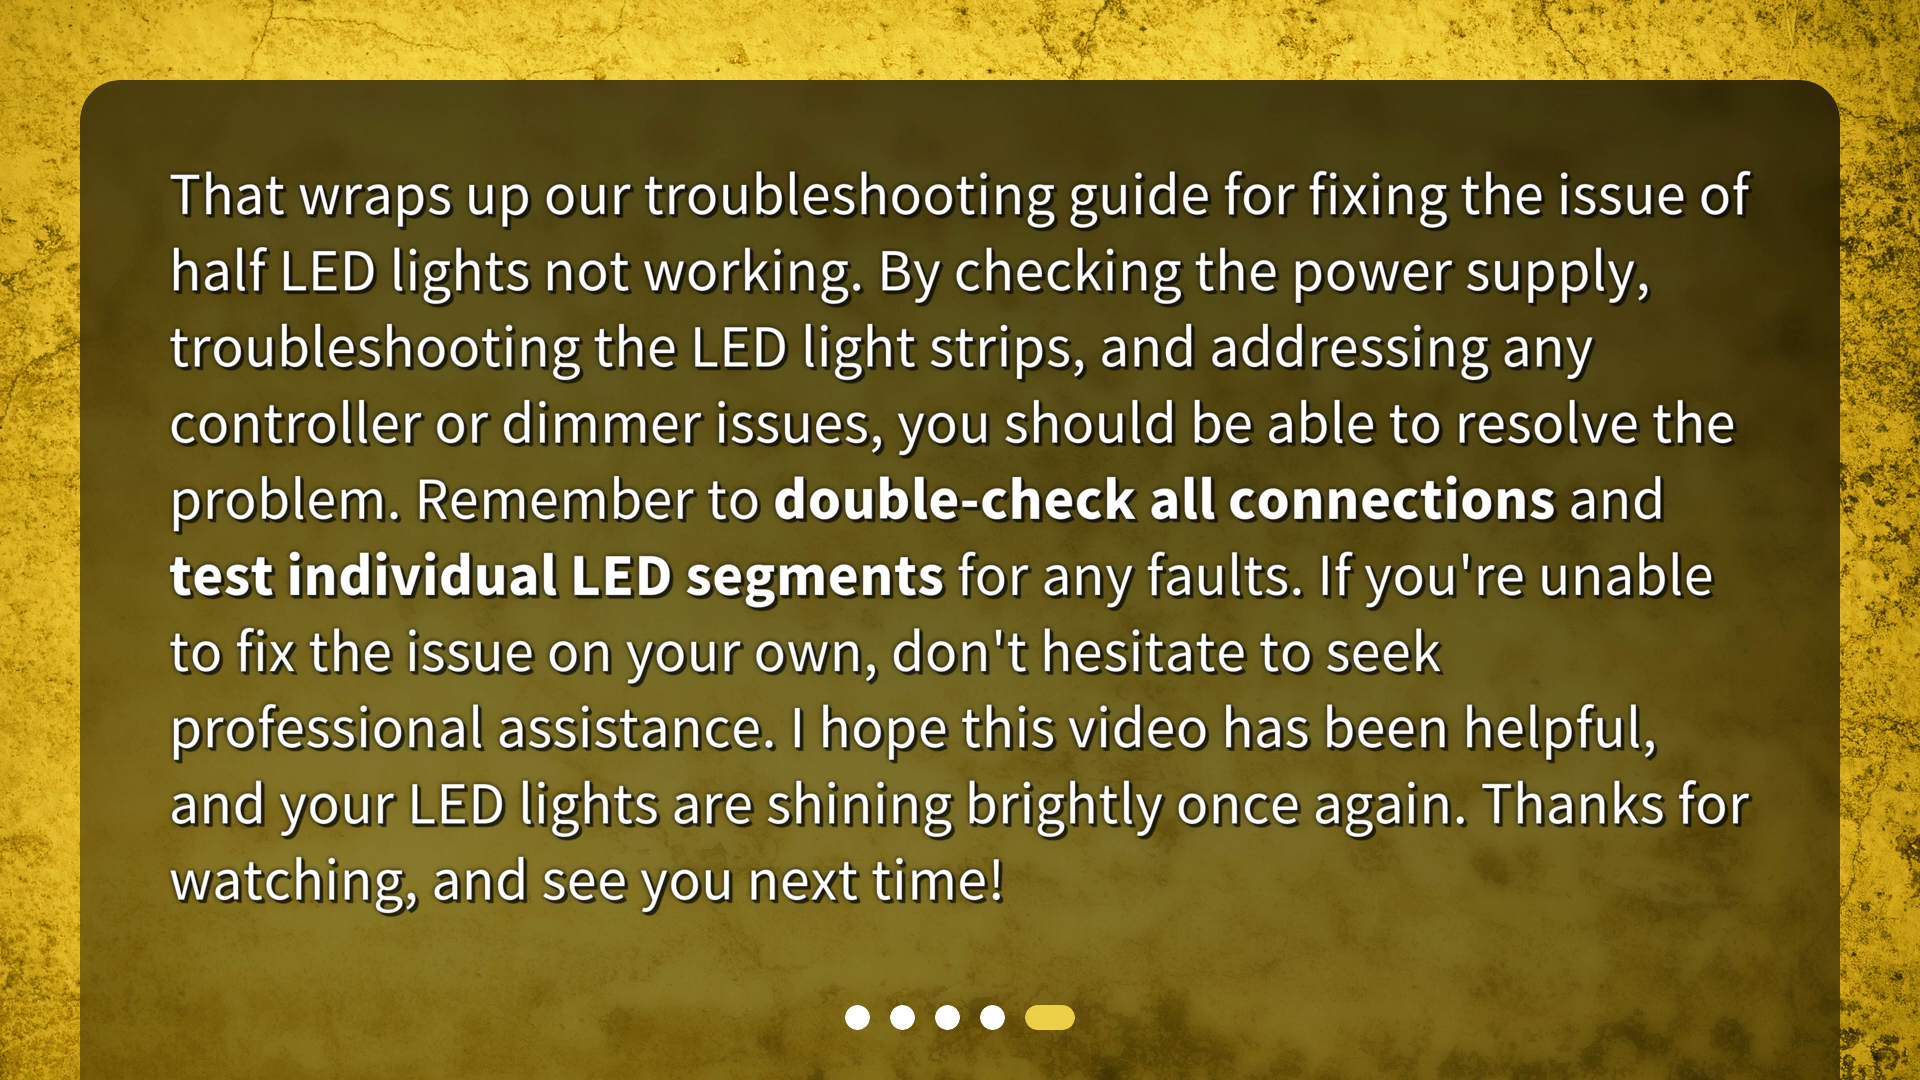 That wraps up our troubleshooting guide for fixing the issue of
half LED lights not working. By checking the power supply,
troubleshooting the LED light strips, and addressing any
controller or dimmer issues, you should be able to resolve the
problem. Remember to double-check all connections and
test individual LED segments for any faults. If you're unable
to fix the issue on your own, don't hesitate to seek
professional assistance. I hope this video has been helpful,
and your LED lights are shining brightly once again. Thanks for
watching, and see you next time!